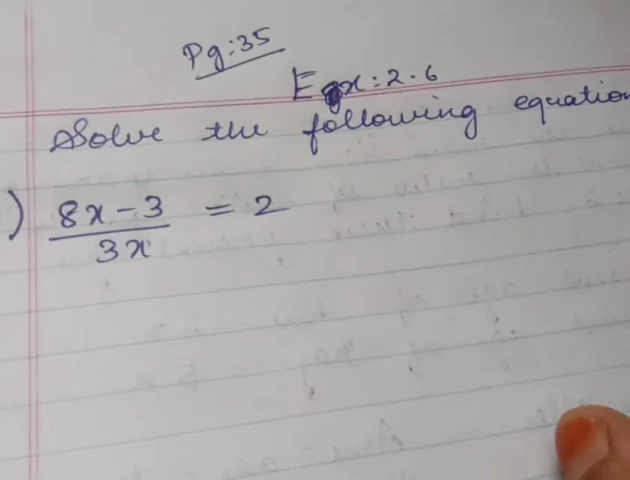 Pg:35
Ex:2.6
Solve the following equation
) 8x-3 = 2
3x